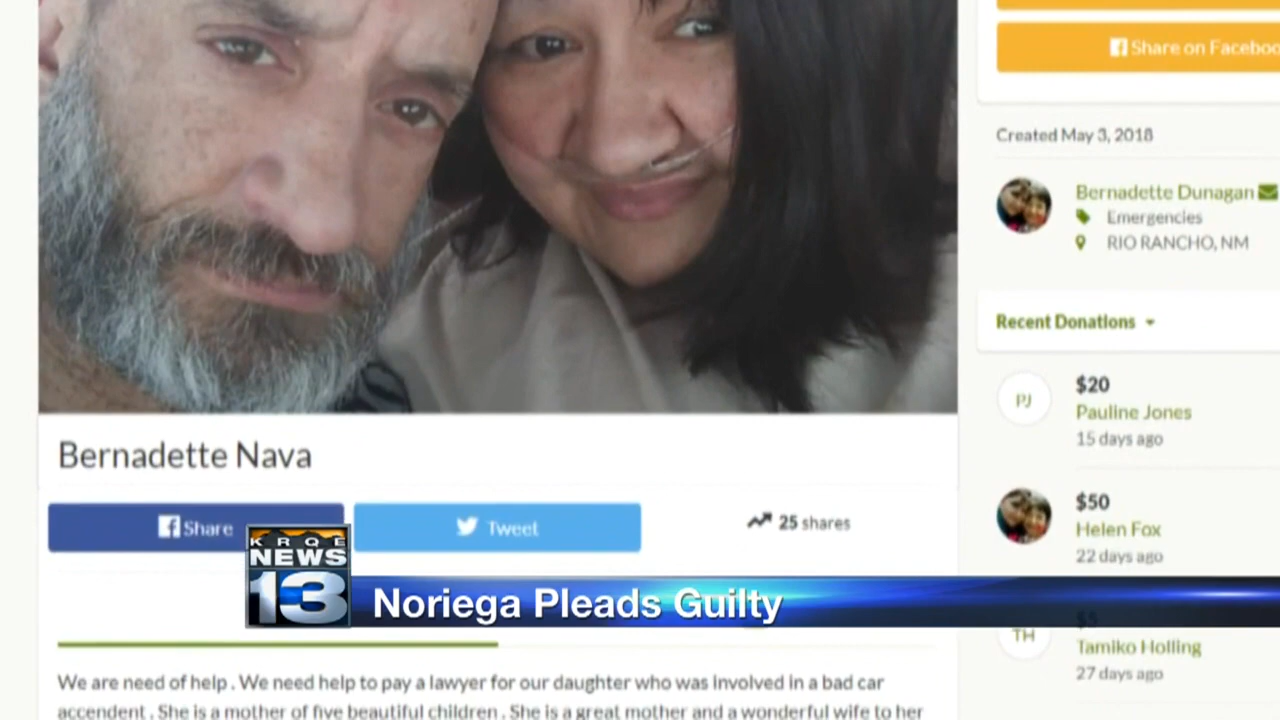 Share on Faceboo
Created May 3, 2018
Bernadette Dunagan
Emergencies
RIO RANCHO, NM
Recent Donations
PJ
$20
Pauline Jones
15 days ago
$50
Helen Fox
22 days ago
$5
TH
Tamiko Holling
27 days ago
Bernadette Nava
Share
Tweet
25 shares
KRQE
NEWS
13
Noriega Pleads Guilty
We are need of help . We need help to pay a lawyer for our daughter who was involved in a bad car
accendent . She is a mother of five beautiful children . She is a great mother and a wonderful wife to her